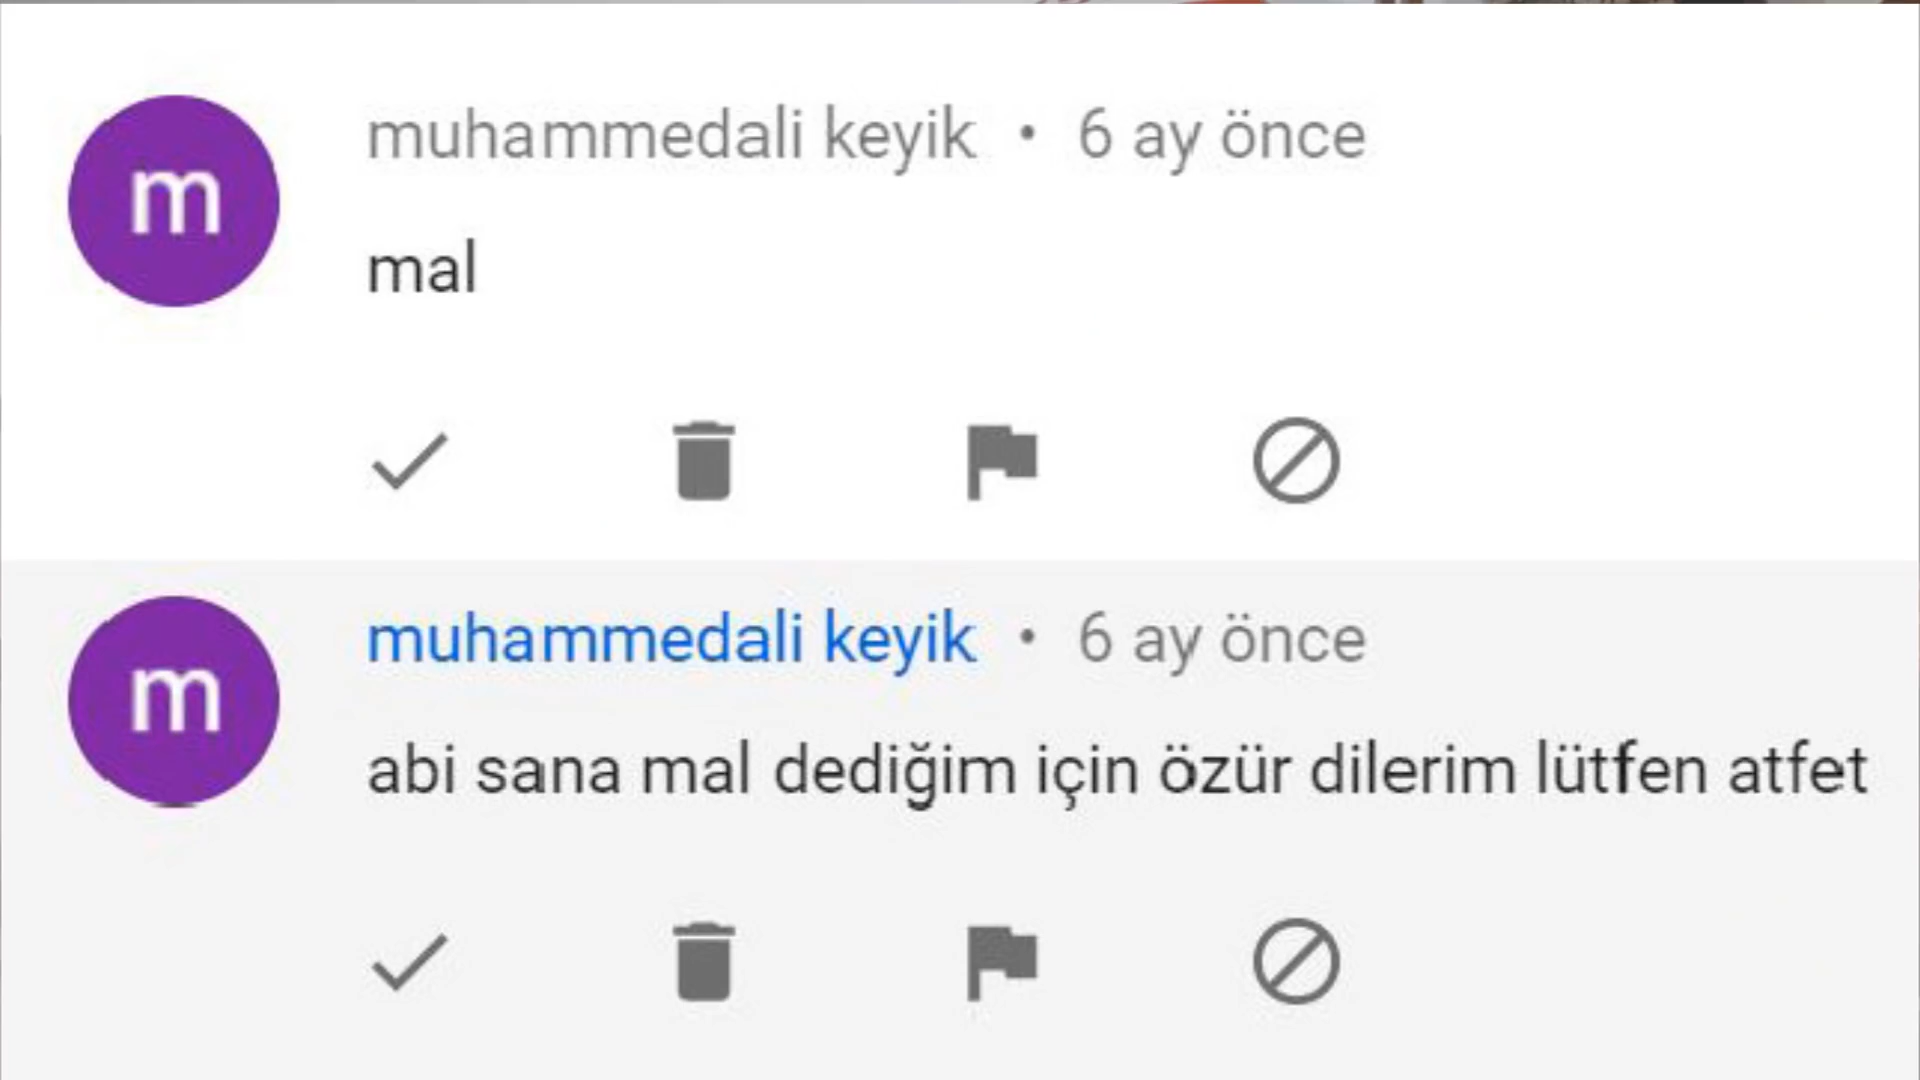 m
muhammedali keyik • 6 ay önce
mal
m
muhammedali keyik • 6 ay önce
abi sana mal dediğim için özür dilerim lütfen atfet